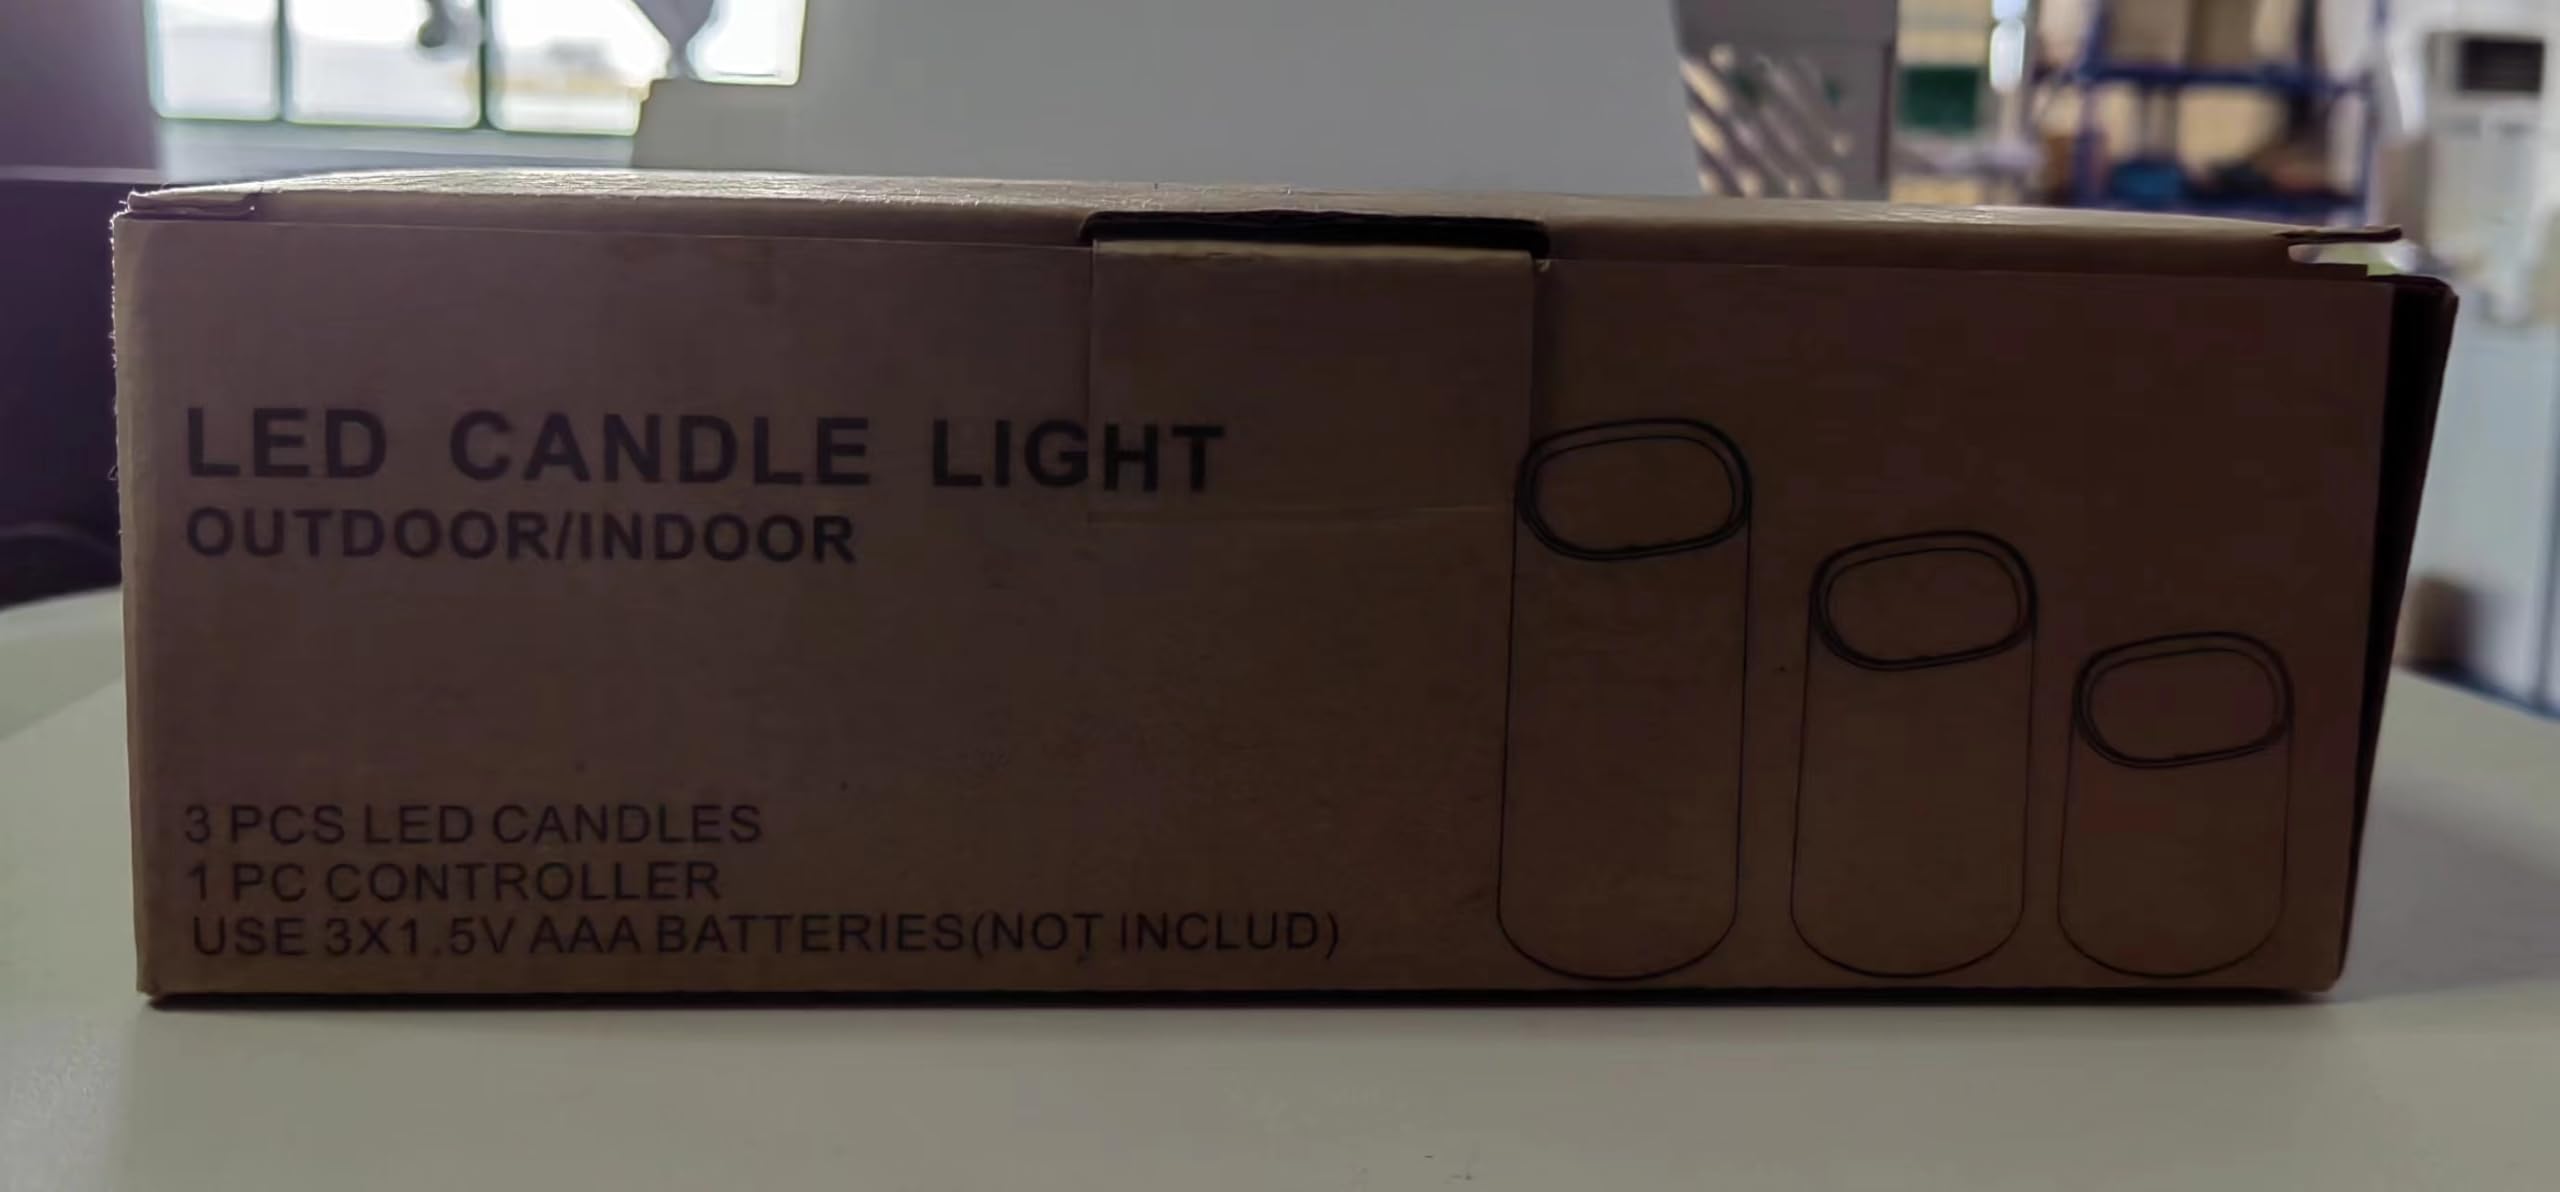 LED CANDLE LIGHT
OUTDOOR/INDOOR
3 PCS LED CANDLES
1 PC CONTROLLER
USE 3X1.5V AAA BATTERIES(NOT INCLUD)